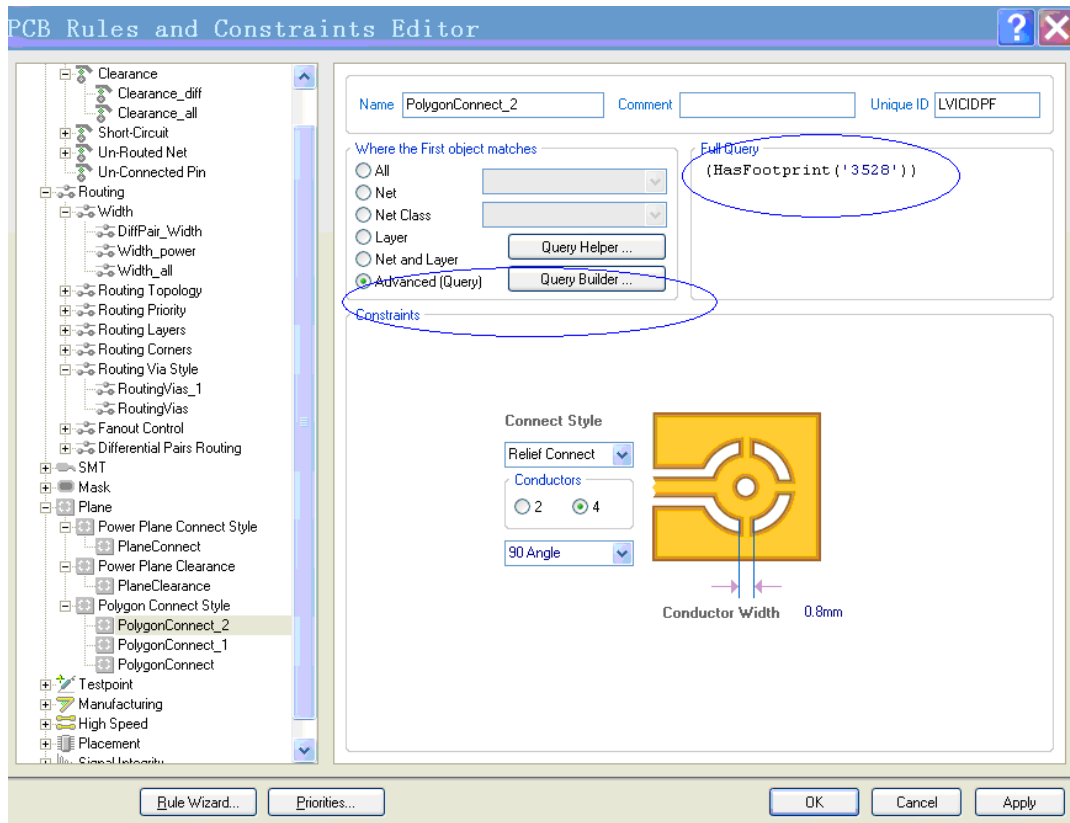 PCB Rules and Constraints Editor
Clearance
Clearance_diff
Clearance_all
Short-Circuit
Un-Routed Net
Un-Connected Pin
Routing
Width
DiffPair_Width
Width_power
Width_all
Routing Topology
Routing Priority
Routing Layers
Routing Corners
Routing Via Style
RoutingVias_1
RoutingVias
Fanout Control
Differential Pairs Routing
SMT
Mask
Plane
Power Plane Connect Style
PlaneConnect
Power Plane Clearance
PlaneClearance
Polygon Connect Style
PolygonConnect_2
PolygonConnect_1
PolygonConnect
Testpoint
Manufacturing
High Speed
Placement
Signal Integrity
Name PolygonConnect_2 Comment Unique ID LVICIDPF
Where the First object matches
All
Net
Net Class
Layer
Net and Layer
Advanced (Query)
Query Helper ...
Query Builder ...
Full Query
(HasFootprint('3528'))
Constraints
Connect Style
Relief Connect
Conductors
2 4
90 Angle
Conductor Width 0.8mm
Rule Wizard... Priorities... OK Cancel Apply